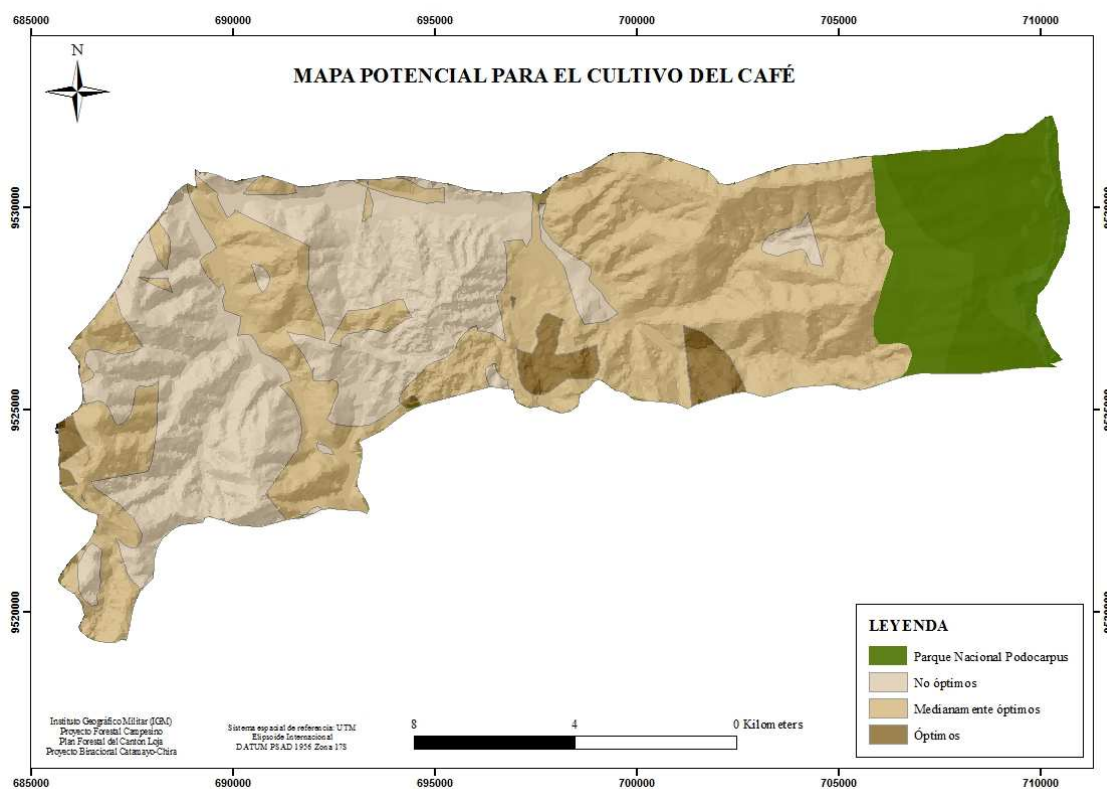 685000 690000 695000 700000 705000 710000
N
MAPA POTENCIAL PARA EL CULTIVO DEL CAFÉ
9530000 9530000
9525000 9525000
9520000 9520000
LEYENDA
Parque Nacional Podocarpus
No óptimos
Medianamente óptimos
Óptimos
Instituto Geográfico Militar (IGM)
Proyecto Forestal Campesino
Plan Forestal del Cantón Loja
Proyecto Binacional Catamayo-Chira
Sistema espacial de referencia: UTM
Elipsoide Internacional
DATUM PSAD 1956 Zona 17S
8 4 0 Kilometers
685000 690000 695000 700000 705000 710000